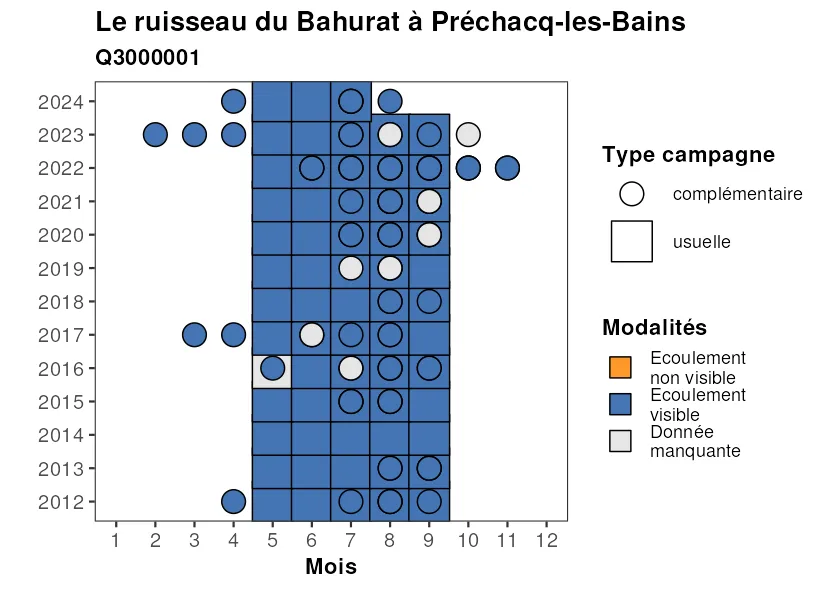 Le ruisseau du Bahurat à Préchacq-les-Bains
Q3000001
2024
2023
2022
2021
2020
2019
2018
2017
2016
2015
2014
2013
2012
1 2 3 4 5 6 7 8 9 10 11 12
Mois
Type campagne
complémentaire
usuelle
Modalités
Ecoulement
non visible
Ecoulement
visible
Donnée
manquante